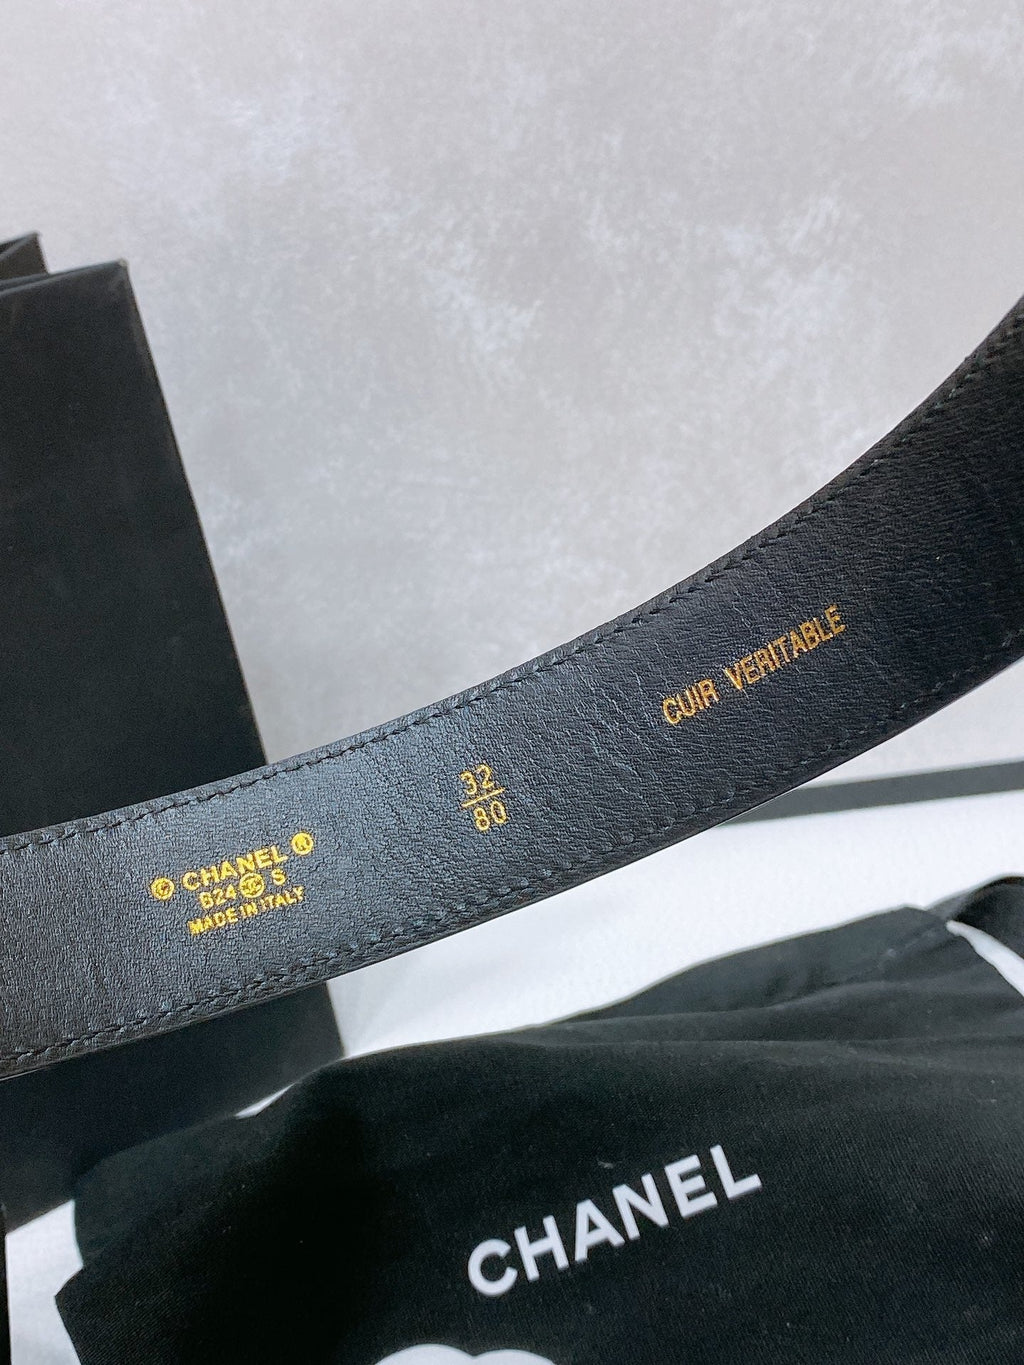 © CHANEL ®
B24 S
MADE IN ITALY
32
80
CUIR VERITABLE
CHANEL